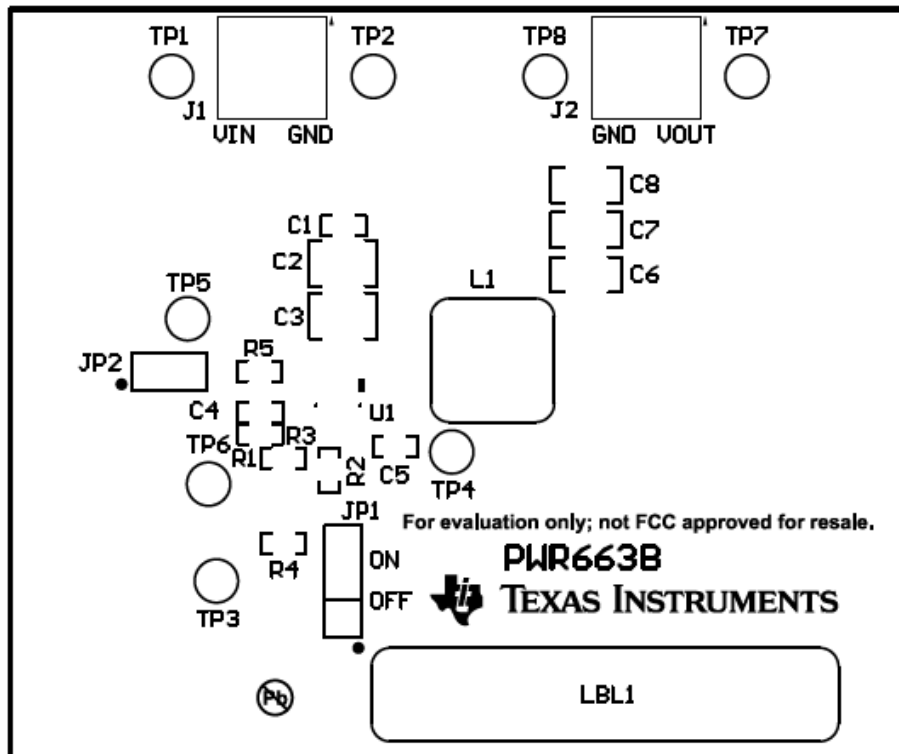 TP1 TP2 TP8 TP7
J1 J2
VIN GND GND VOUT
C8
C1 C7
C2
C6
TP5 L1
C3
R5
JP2
C4 U1
TP6 R3
R1 R2 C5
TP4
JP1
For evaluation only; not FCC approved for resale.
R4 ON PWR663B
OFF TEXAS INSTRUMENTS
TP3
Pb LBL1